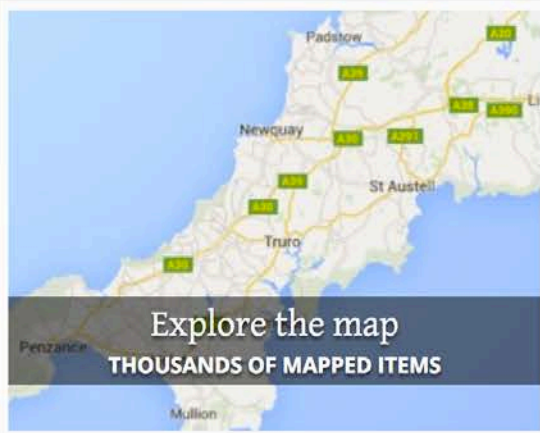 Padstow
A30
A39
Li
A38
A390
Newquay
A30
A391
A39
St Austell
A30
Truro
A30
Explore the map
Penzance
THOUSANDS OF MAPPED ITEMS
Mullion